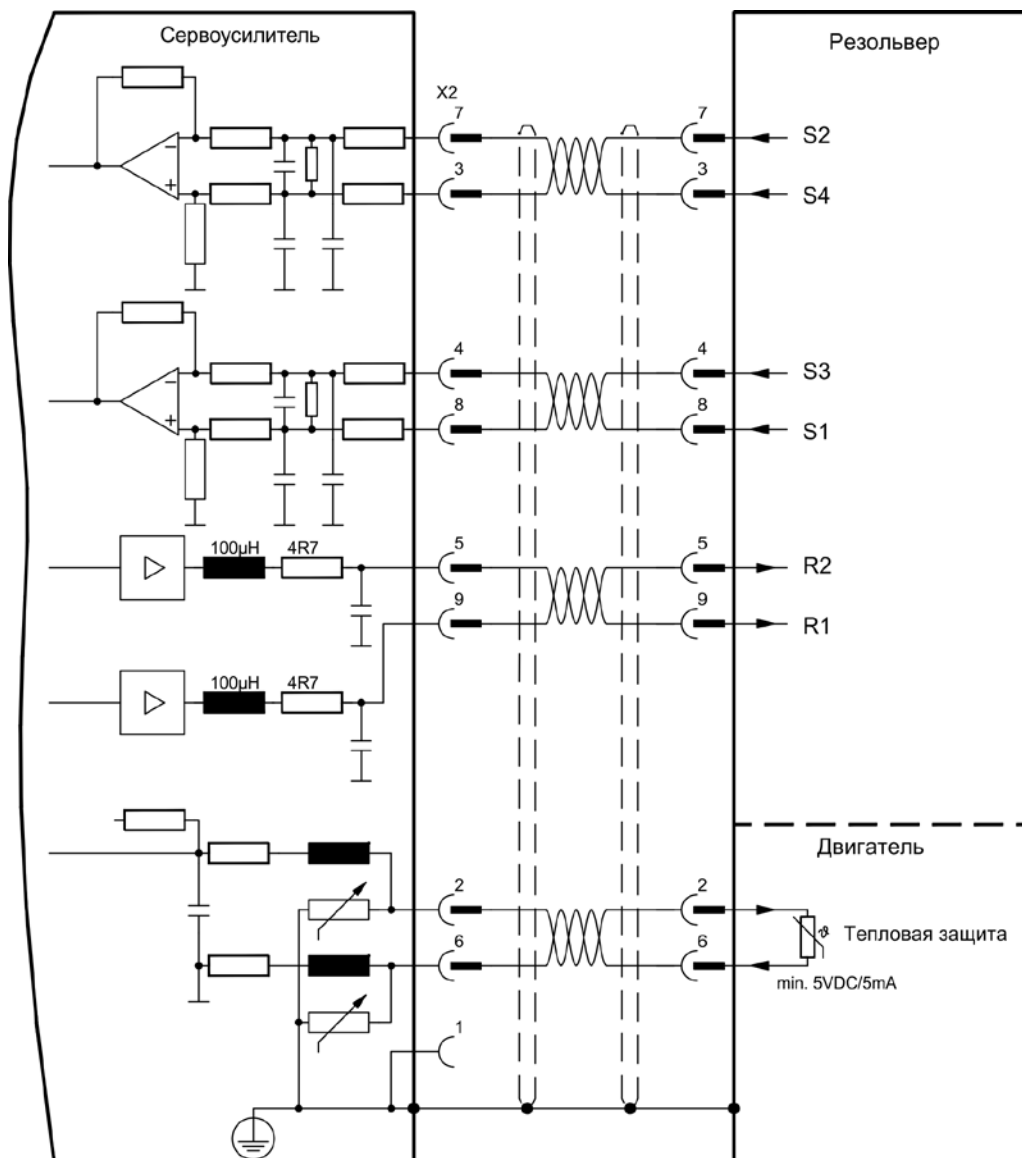 Сервоусилитель
Резольвер
X2
7
7
S2
3
3
S4
4
4
S3
8
8
S1
100µH
4R7
5
5
R2
9
9
R1
100µH
4R7
Двигатель
2
2
ϑ
Тепловая защита
6
6
min. 5VDC/5mA
1